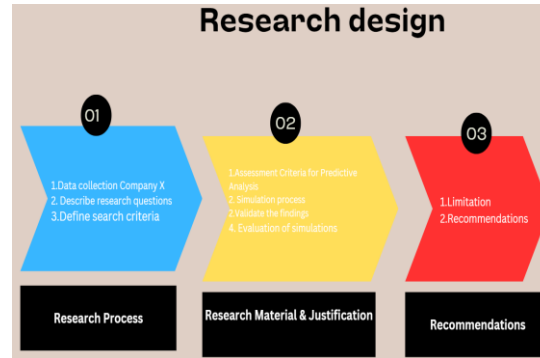 Research design
01
1.Data collection Company X
2. Describe research questions
3.Define search criteria
Research Process
02
1.Assessment Criteria for Predictive
Analysis
2. Simulation process
2.Validate the findings
4. Evaluation of simulations
Research Material & Justification
03
1.Limitation
2.Recommendations
Recommendations